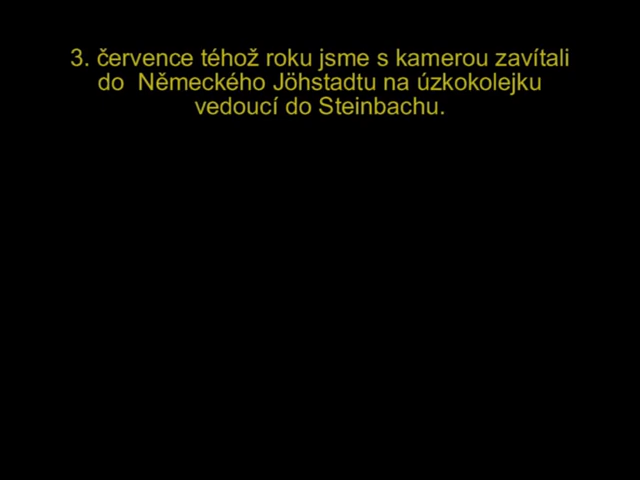 3. července téhož roku jsme s kamerou zavítali
do  Německého Jöhstadtu na úzkokolejku
vedoucí do Steinbachu.